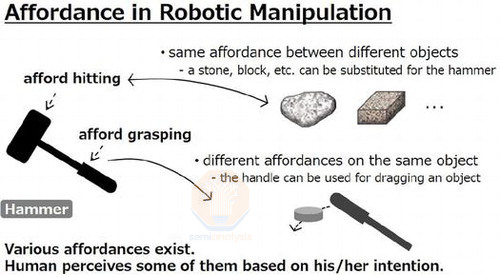 Affordance in Robotic Manipulation
• same affordance between different objects
- a stone, block, etc. can be substituted for the hammer
afford hitting
...
afford grasping
• different affordances on the same object
- the handle can be used for dragging an object
Hammer
Various affordances exist.
Human perceives some of them based on his/her intention.